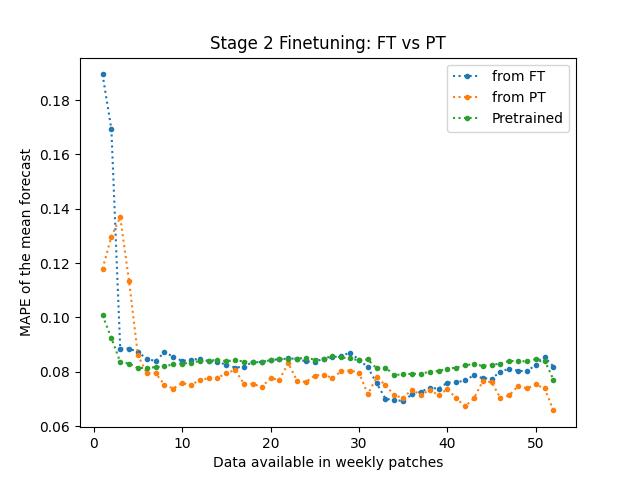 Stage 2 Finetuning: FT vs PT
from FT
from PT
Pretrained
MAPE of the mean forecast
0.18
0.16
0.14
0.12
0.10
0.08
0.06
0
10
20
30
40
50
Data available in weekly patches